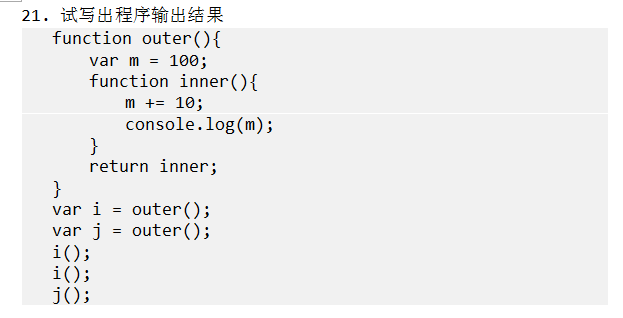 21. 试写出程序输出结果
function outer(){
    var m = 100;
    function inner(){
        m += 10;
        console.log(m);
    }
    return inner;
}
var i = outer();
var j = outer();
i();
i();
j();